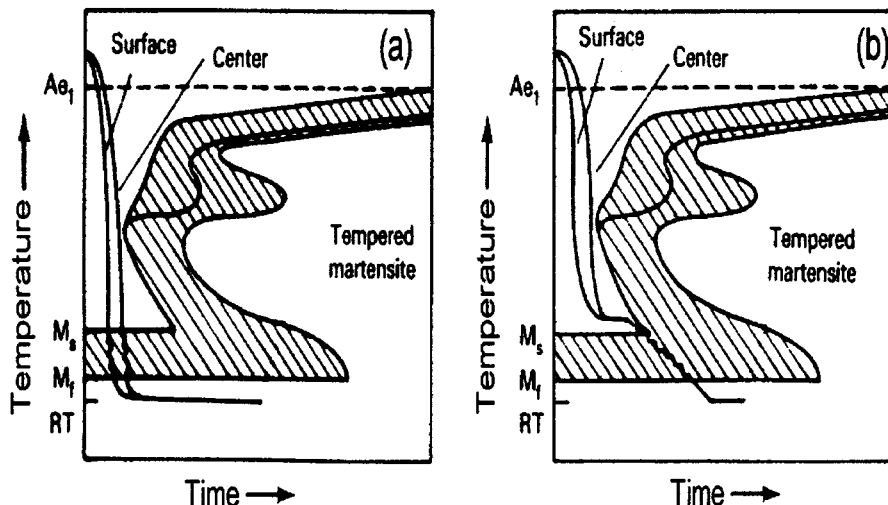 Surface
(a)
Center
Ae1
Temperature
Tempered
martensite
Ms
Mf
RT
Time
Surface
(b)
Center
Ae1
Temperature
Tempered
martensite
Ms
Mf
RT
Time